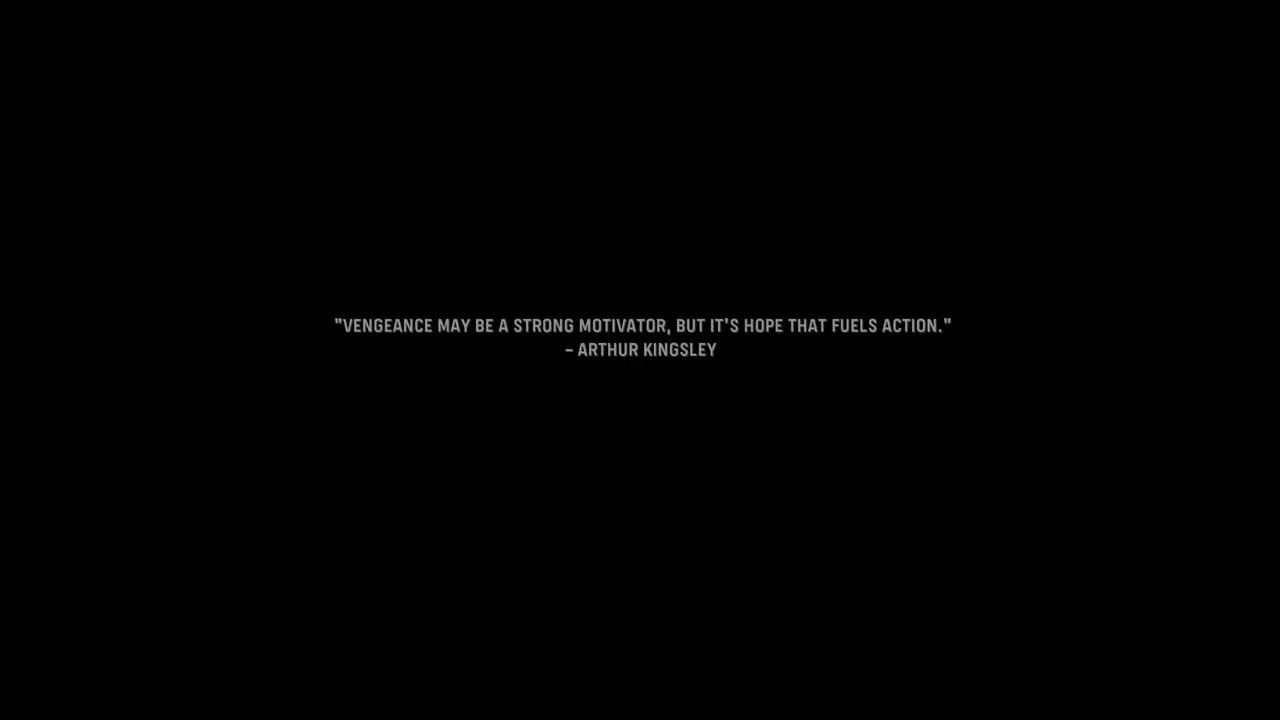 "VENGEANCE MAY BE A STRONG MOTIVATOR, BUT IT'S HOPE THAT FUELS ACTION."
– ARTHUR KINGSLEY